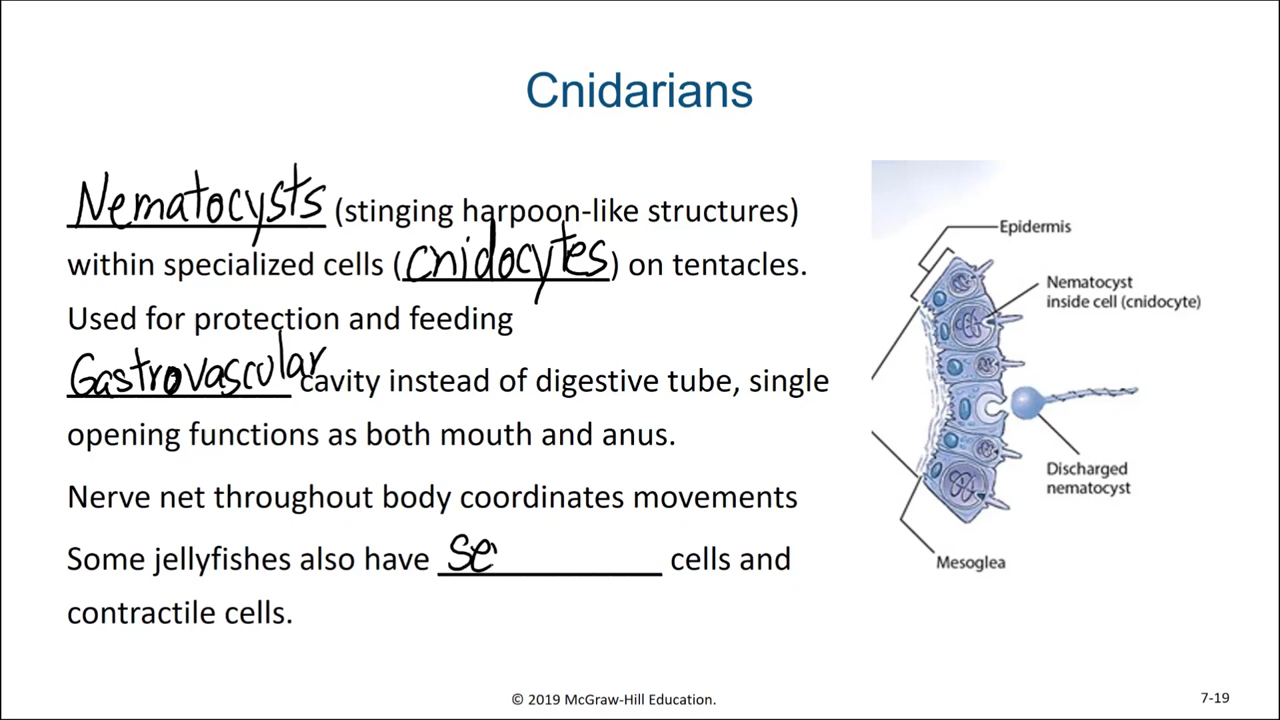 Cnidarians
Nematocysts (stinging harpoon-like structures)
within specialized cells (cnidocytes) on tentacles.
Used for protection and feeding
Gastrovascular cavity instead of digestive tube, single
opening functions as both mouth and anus.
Nerve net throughout body coordinates movements
Some jellyfishes also have se cells and
contractile cells.
Epidermis
Nematocyst
inside cell (cnidocyte)
Discharged
nematocyst
Mesoglea
© 2019 McGraw-Hill Education.
7-19